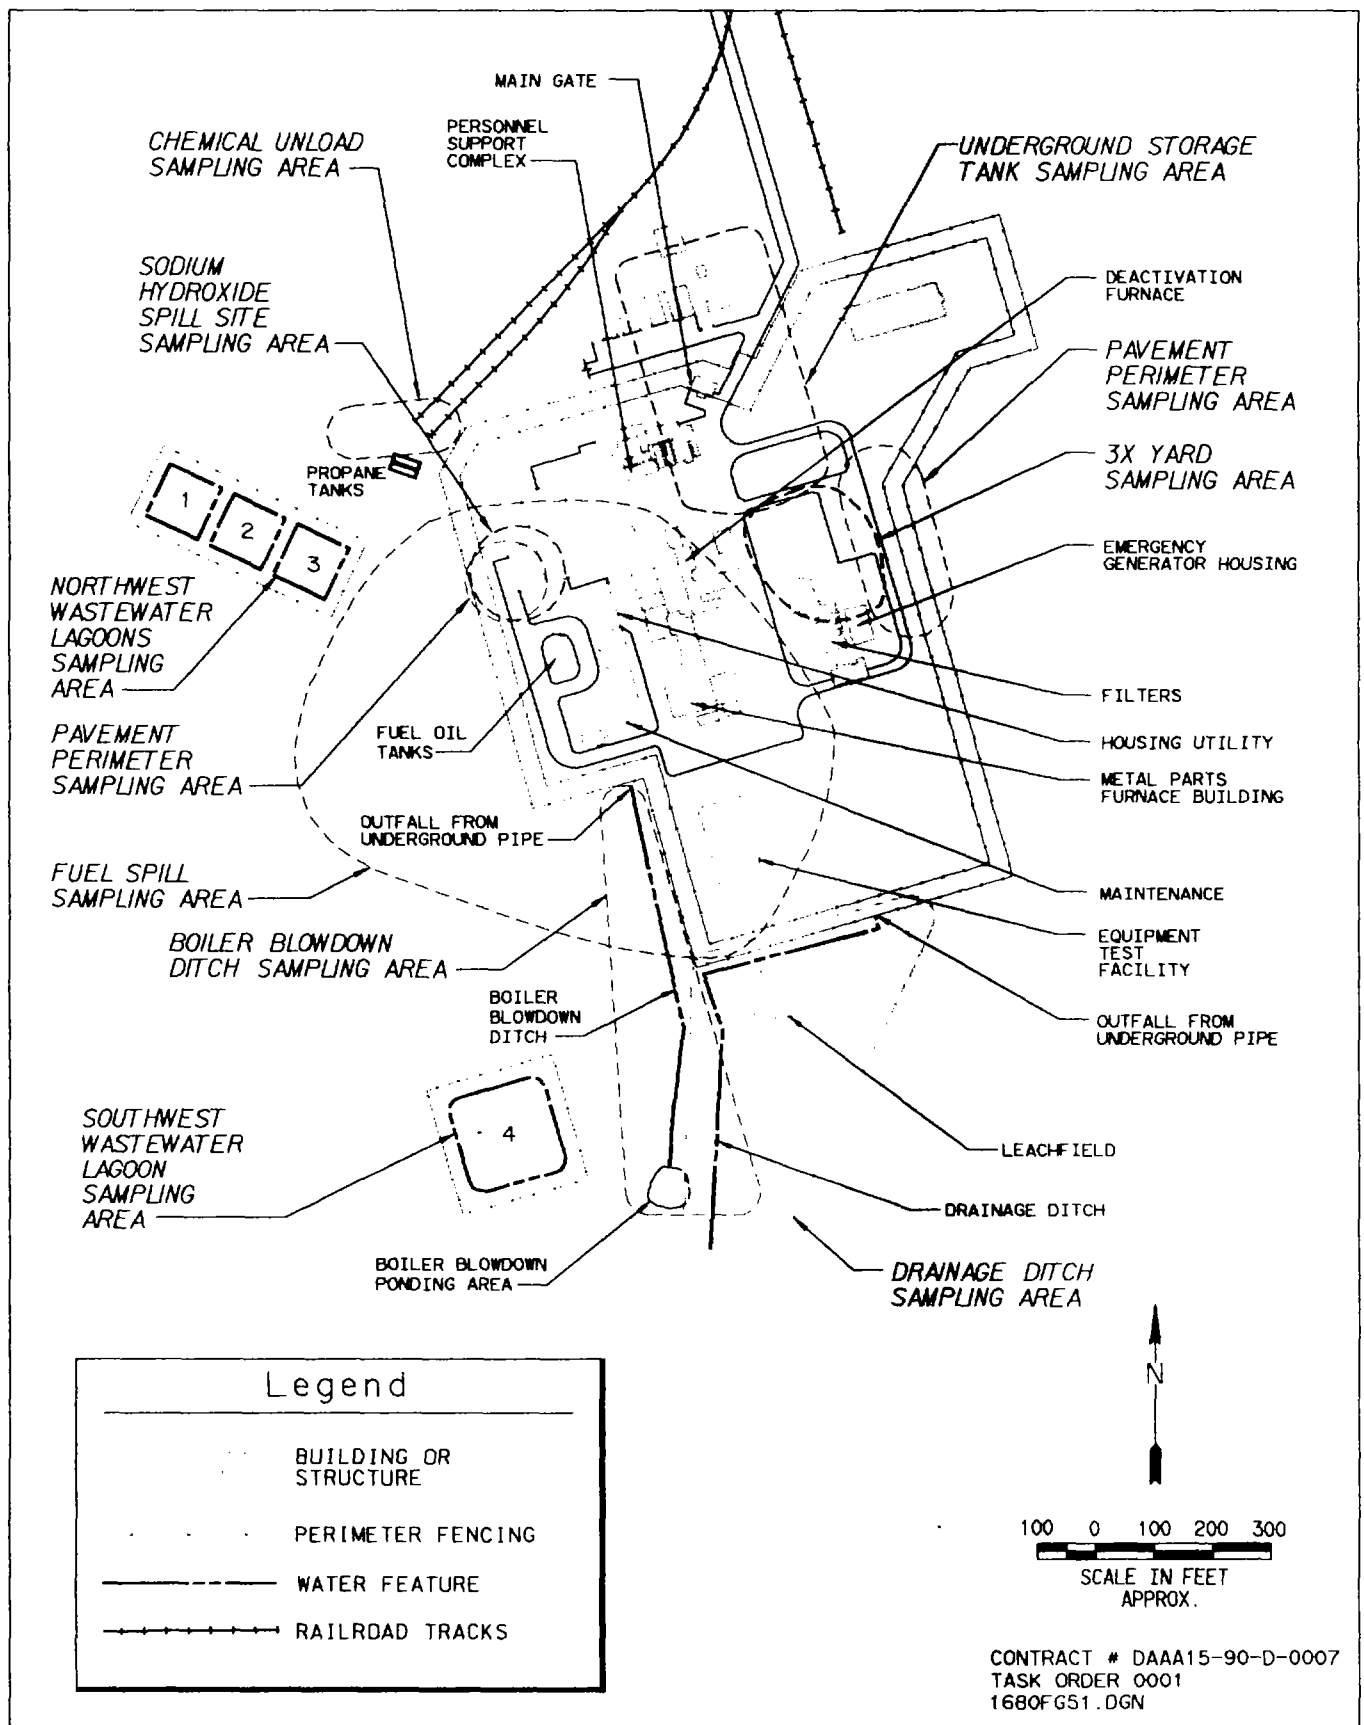 MAIN GATE
PERSONNEL
SUPPORT
COMPLEX
CHEMICAL UNLOAD
SAMPLING AREA
UNDERGROUND STORAGE
TANK SAMPLING AREA
SODIUM
HYDROXIDE
SPILL SITE
SAMPLING AREA
DEACTIVATION
FURNACE
PAVEMENT
PERIMETER
SAMPLING AREA
3X YARD
SAMPLING AREA
PROPANE
TANKS
1
2
3
EMERGENCY
GENERATOR HOUSING
NORTHWEST
WASTEWATER
LAGOONS
SAMPLING
AREA
FILTERS
PAVEMENT
PERIMETER
SAMPLING AREA
FUEL OIL
TANKS
HOUSING UTILITY
METAL PARTS
FURNACE BUILDING
OUTFALL FROM
UNDERGROUND PIPE
FUEL SPILL
SAMPLING AREA
MAINTENANCE
BOILER BLOWDOWN
DITCH SAMPLING AREA
EQUIPMENT
TEST
FACILITY
BOILER
BLOWDOWN
DITCH
OUTFALL FROM
UNDERGROUND PIPE
SOUTHWEST
WASTEWATER
LAGOON
SAMPLING
AREA
4
LEACHFIELD
DRAINAGE DITCH
BOILER BLOWDOWN
PONDING AREA
DRAINAGE DITCH
SAMPLING AREA
N
Legend
BUILDING OR
STRUCTURE
PERIMETER FENCING
WATER FEATURE
RAILROAD TRACKS
100 0 100 200 300
SCALE IN FEET
APPROX.
CONTRACT # DAAA15-90-D-0007
TASK ORDER 0001
1680FG51.DGN